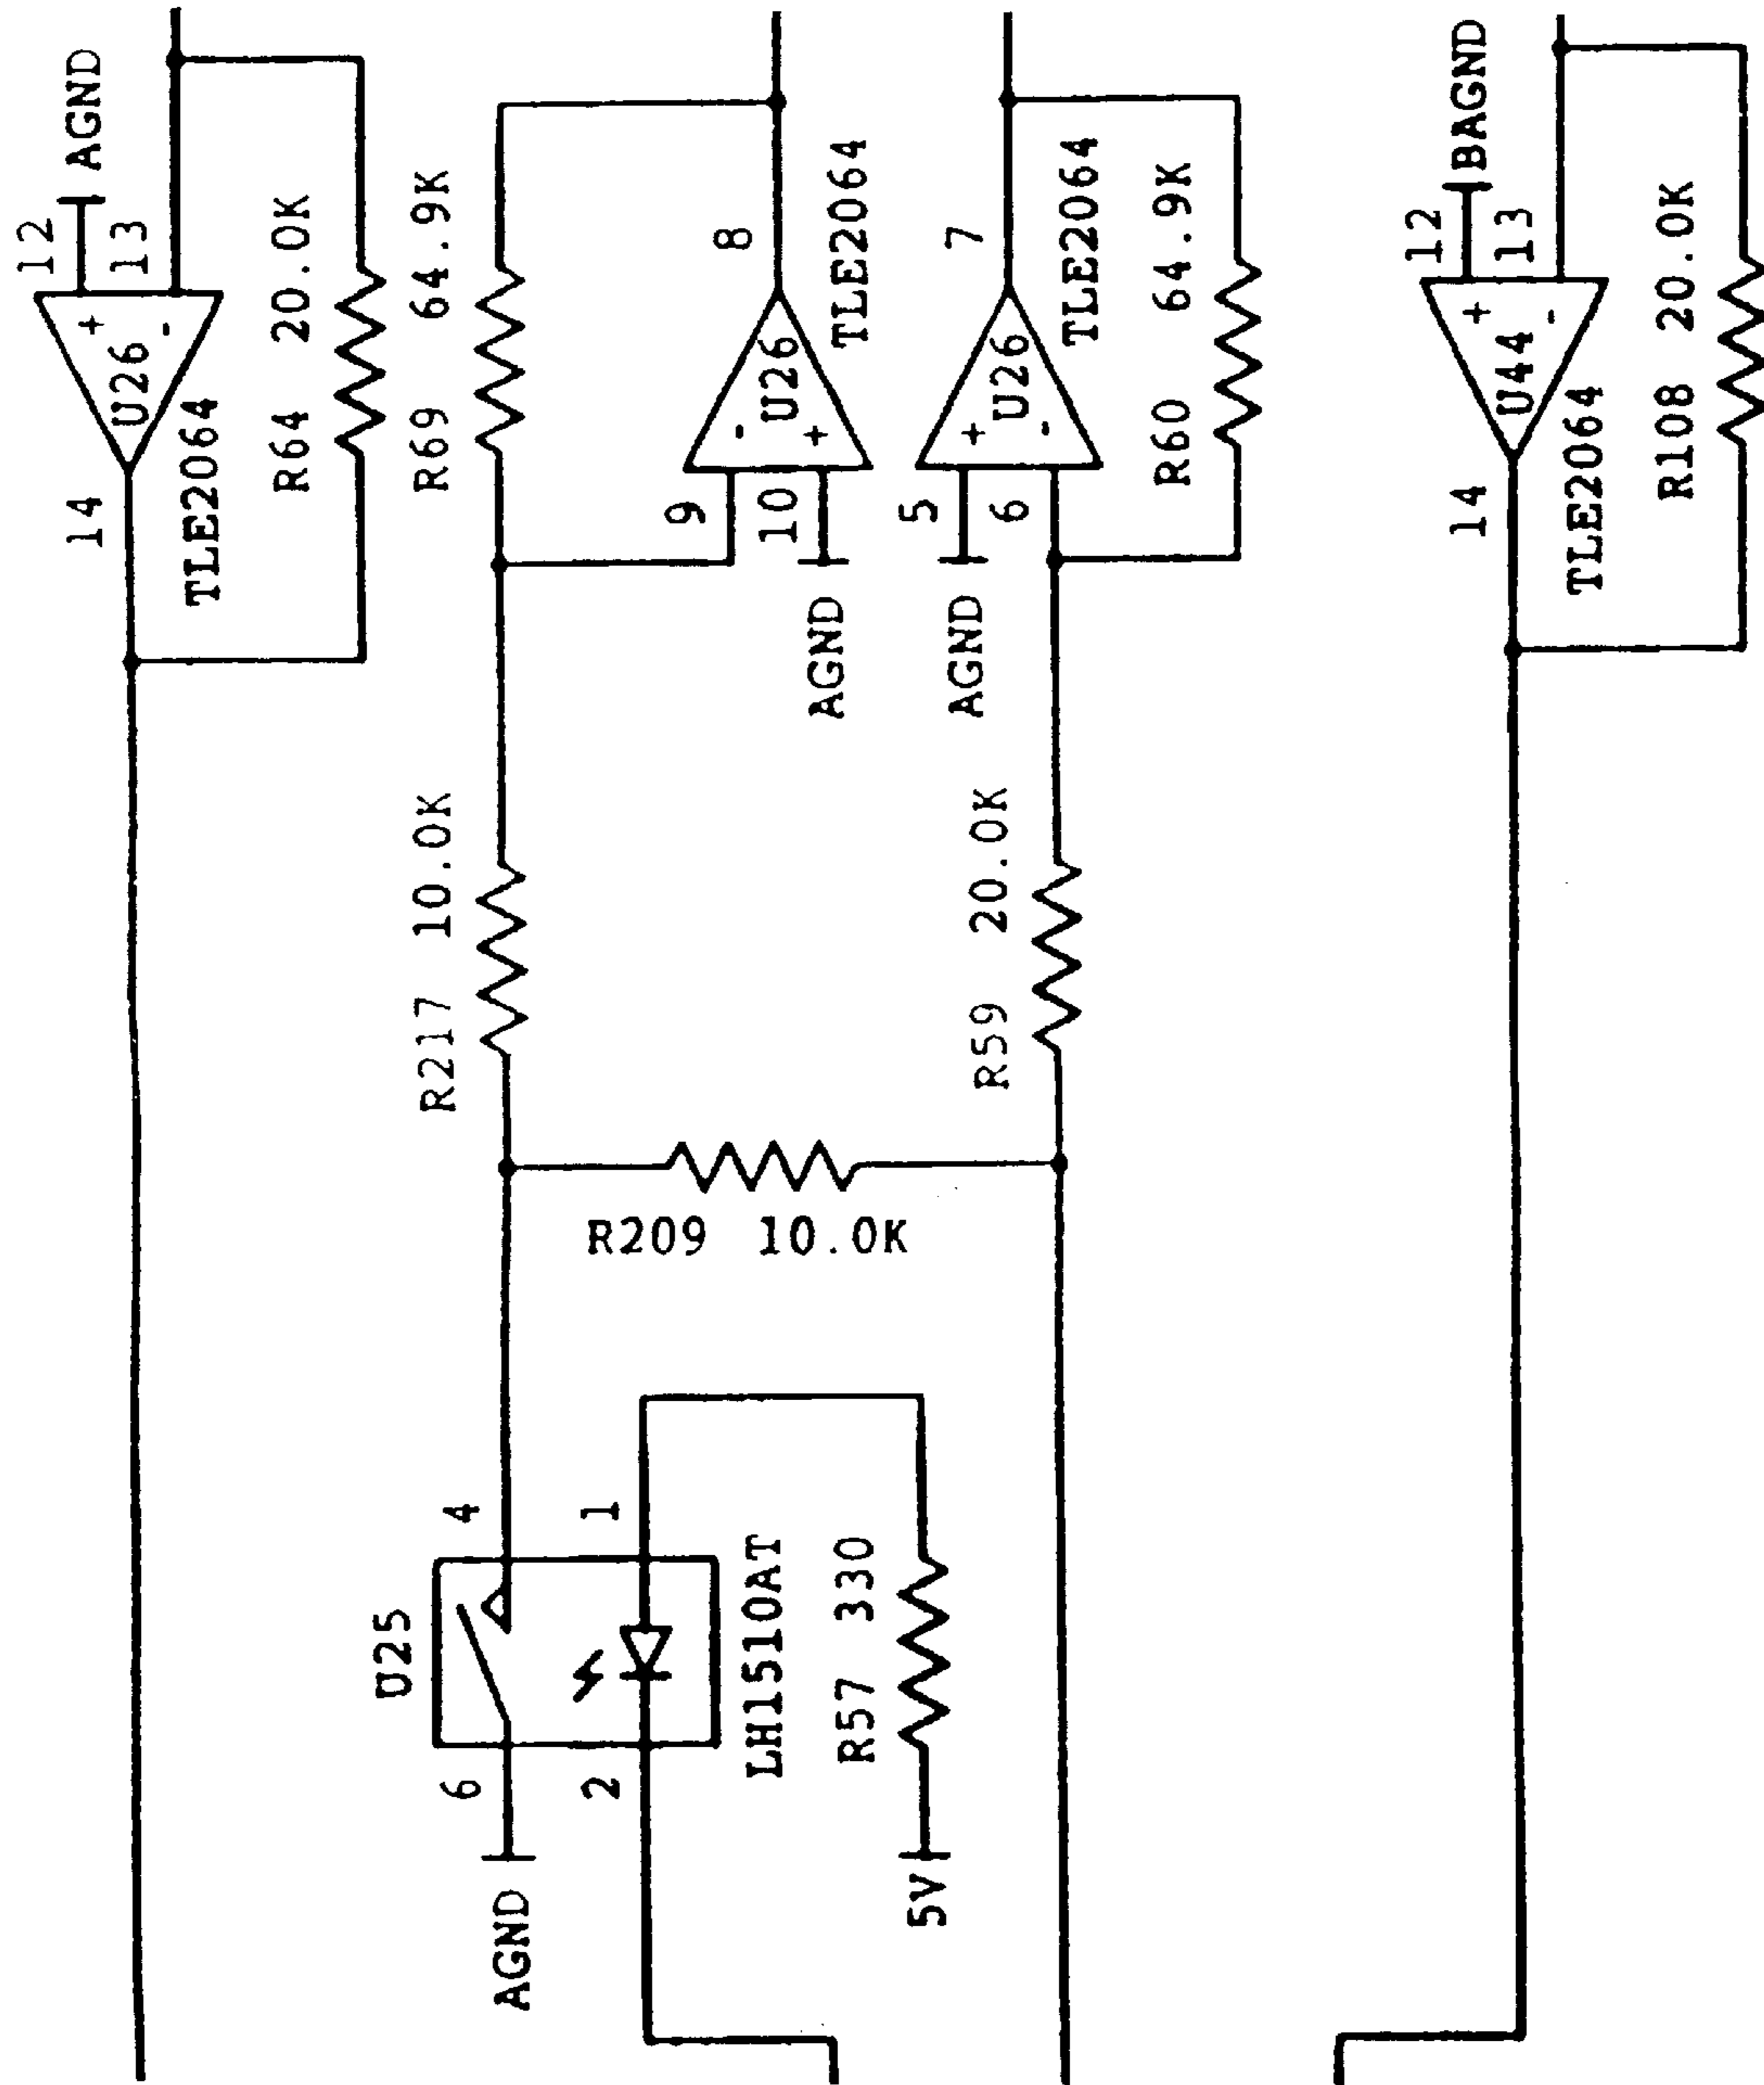 12
AGND
+
13
-
U26
14
TLE2064
R64 20.0K
R69 64.9K
8
-
U26
+
9
10
TLE2064
AGND
R217 10.0K
7
+
U26
-
5
6
TLE2064
AGND
R60 64.9K
R59 20.0K
R209 10.0K
U25
4
6
1
2
LH1510AT
AGND
R57 330
5V
12
BAGND
+
13
-
U44
14
TLE2064
R108 20.0K